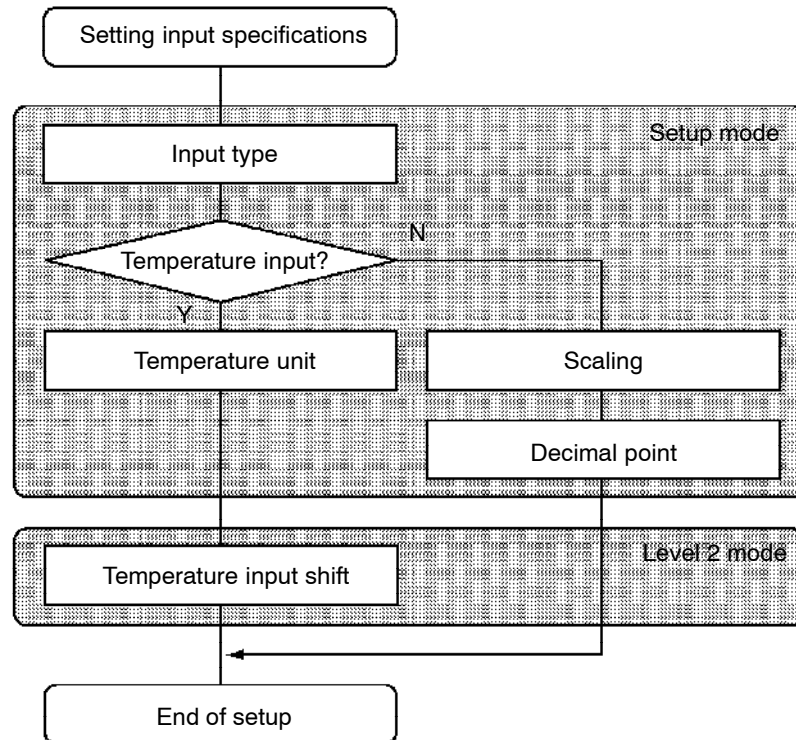 Setting input specifications
Setup mode
Input type
N
Temperature input?
Y
Temperature unit
Scaling
Decimal point
Level 2 mode
Temperature input shift
End of setup